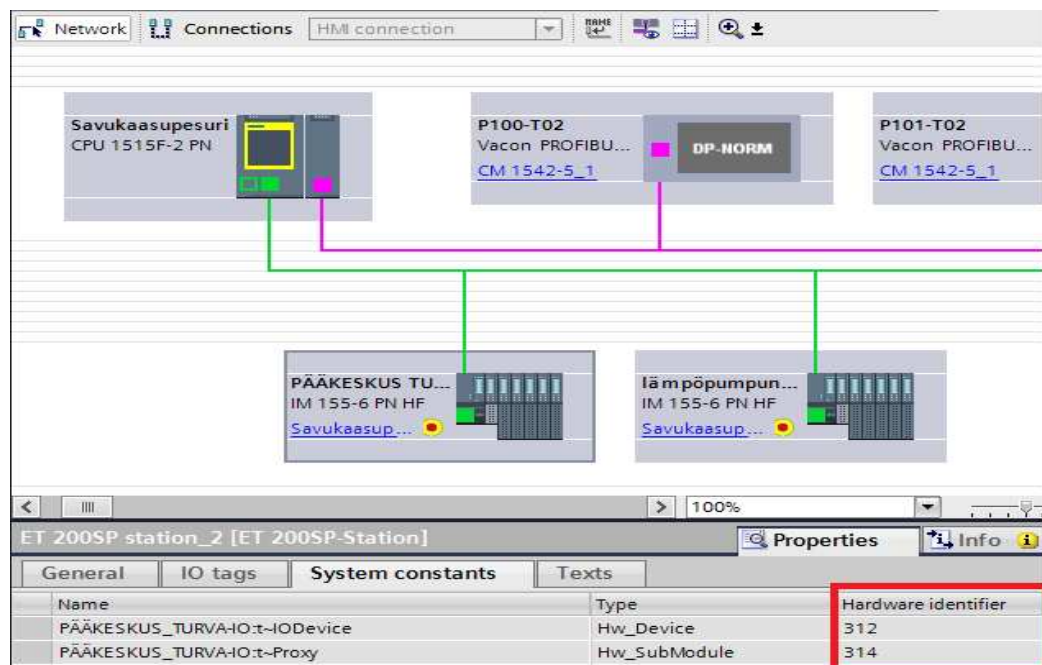 Network Connections HMI connection
Savukaasupesuri
CPU 1515F-2 PN
P100-T02
Vacon PROFIBU...
CM 1542-5_1
DP-NORM
P101-T02
Vacon PROFIBU...
CM 1542-5_1
PÄÄKESKUS TU...
IM 155-6 PN HF
Savukaasup...
lämpöpumpun...
IM 155-6 PN HF
Savukaasup...
100%
ET 200SP station_2 [ET 200SP-Station] Properties Info
General IO tags System constants Texts
Name Type Hardware identifier
PÄÄKESKUS_TURVA-IO:t~IODevice Hw_Device 312
PÄÄKESKUS_TURVA-IO:t~Proxy Hw_SubModule 314